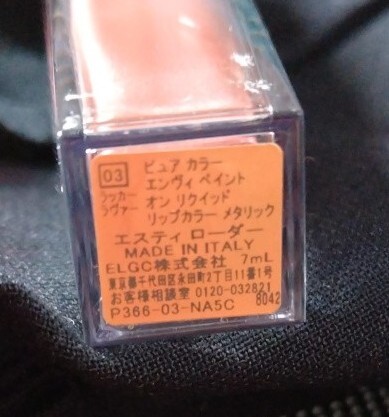 03 ピュア カラー
ラッカー エンヴィ ペイント
ラヴァー オン リクイッド
リップカラー メタリック
エスティ ローダー
MADE IN ITALY
ELGC株式会社 7mL
東京都千代田区永田町2丁目11番1号
お客様相談室 0120-032821
8042
P366-03-NA5C